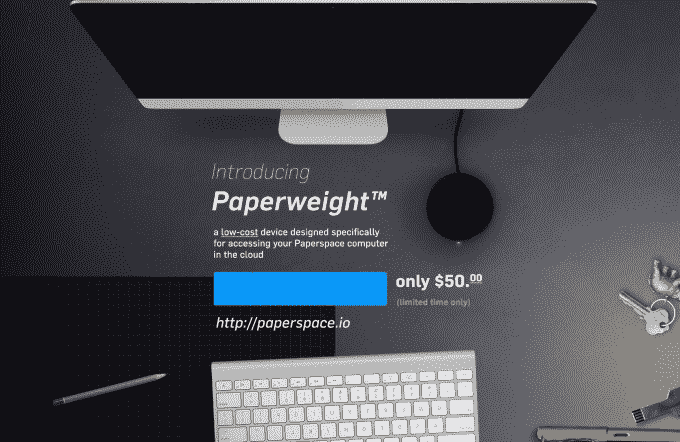 Introducing
Paperweight™
a low-cost device designed specifically
for accessing your Paperspace computer
in the cloud
only $50.00
(limited time only)
http://paperspace.io